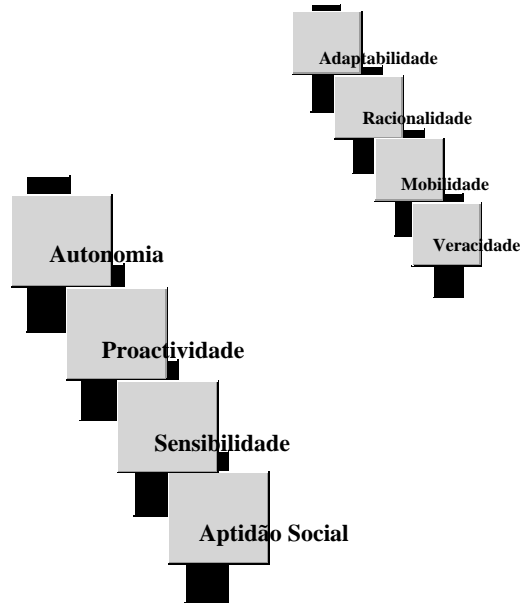 Adaptabilidade
Racionalidade
Mobilidade
Veracidade
Autonomia
Proactividade
Sensibilidade
Aptidão Social